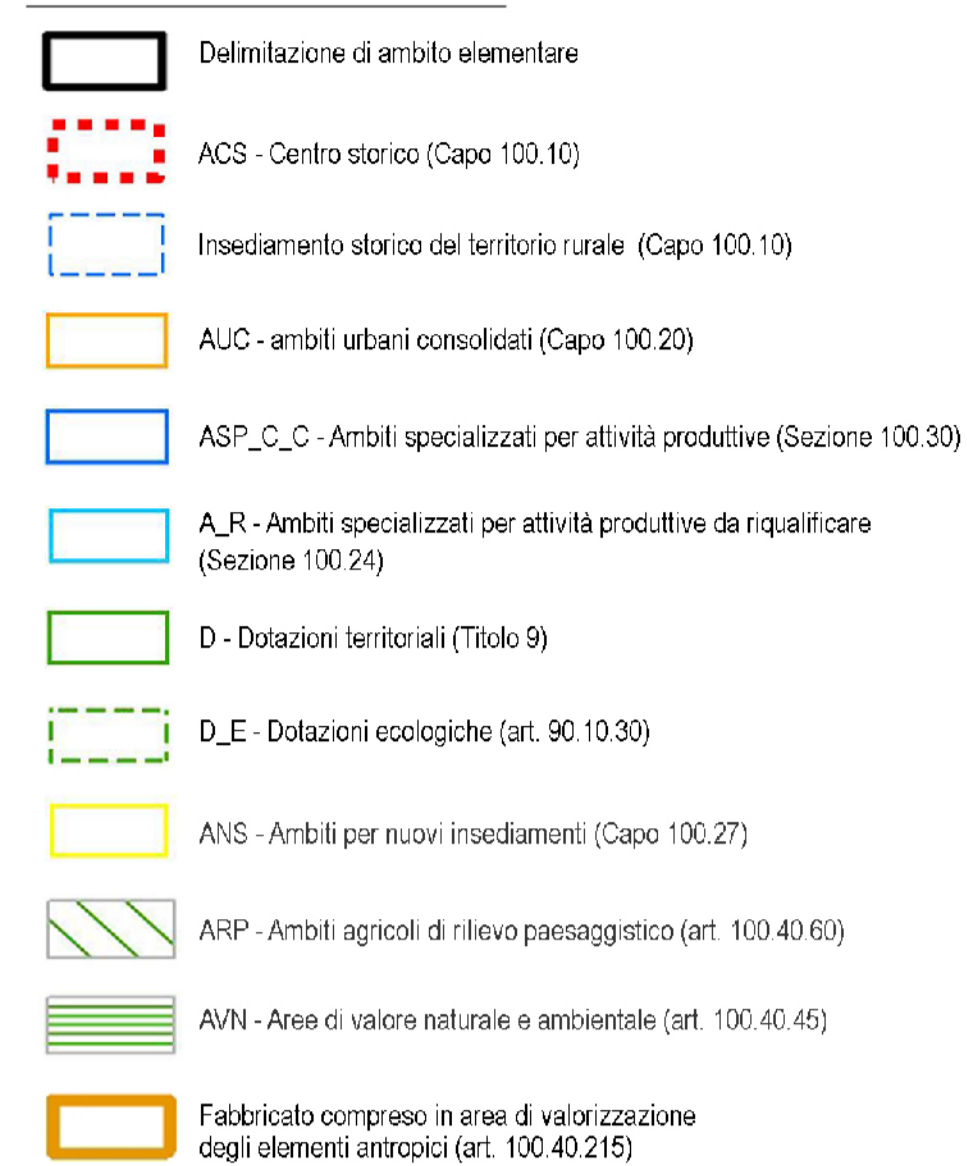 Delimitazione di ambito elementare
ACS - Centro storico (Capo 100.10)
Insediamento storico del territorio rurale (Capo 100.10)
AUC - ambiti urbani consolidati (Capo 100.20)
ASP_C_C - Ambiti specializzati per attività produttive (Sezione 100.30)
A_R - Ambiti specializzati per attività produttive da riqualificare
(Sezione 100.24)
D - Dotazioni territoriali (Titolo 9)
D_E - Dotazioni ecologiche (art. 90.10.30)
ANS - Ambiti per nuovi insediamenti (Capo 100.27)
ARP - Ambiti agricoli di rilievo paesaggistico (art. 100.40.60)
AVN - Aree di valore naturale e ambientale (art. 100.40.45)
Fabbricato compreso in area di valorizzazione
degli elementi antropici (art. 100.40.215)